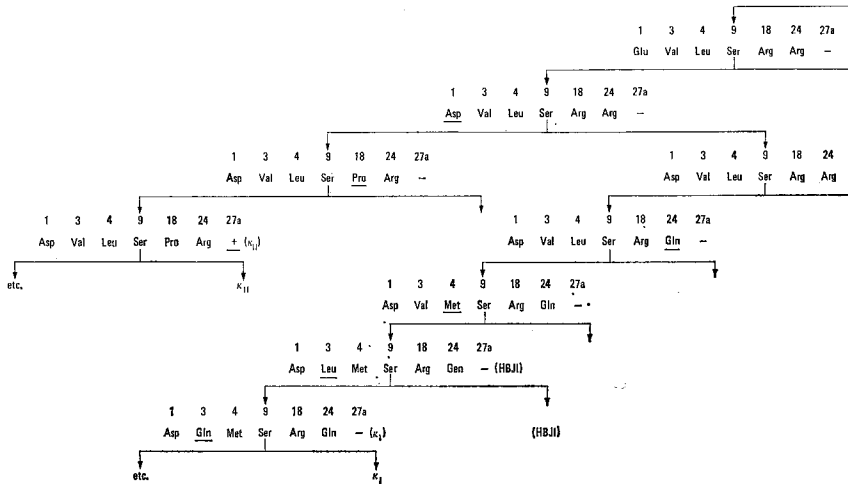 1 3 4 9 18 24 27a
Glu Val Leu Ser Arg Arg –
1 3 4 9 18 24 27a
Asp Val Leu Ser Arg Arg –
1 3 4 9 18 24 27a
Asp Val Leu Ser Pro Arg –
1 3 4 9 18 24
Asp Val Leu Ser Arg Arg
1 3 4 9 18 24 27a
Asp Val Leu Ser Pro Arg + (κII)
1 3 4 9 18 24 27a
Asp Val Leu Ser Arg Gln –
etc. κII
1 3 4 9 18 24 27a
Asp Val Met Ser Arg Gln –
1 3 4 9 18 24 27a
Asp Leu Met Ser Arg Gen – (HBJI)
1 3 4 9 18 24 27a
Asp Gln Met Ser Arg Gln – (κI)
(HBJI)
etc. κI